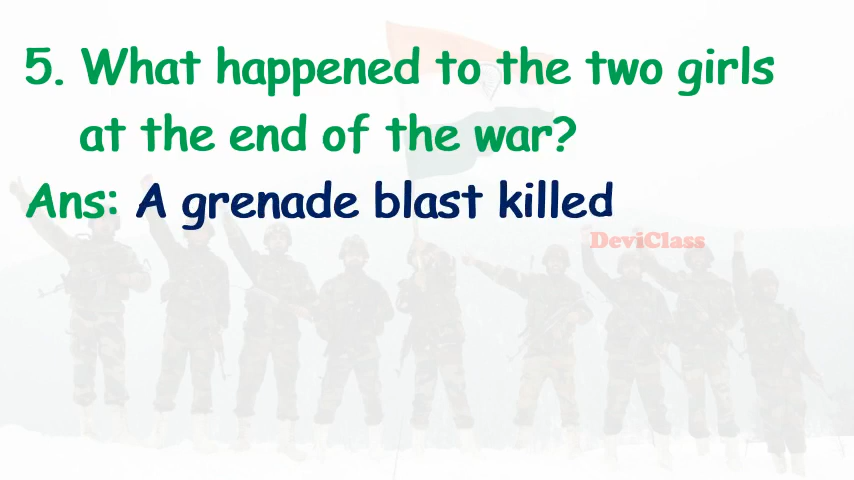 5. What happened to the two girls
at the end of the war?
Ans: A grenade blast killed
DeviClass